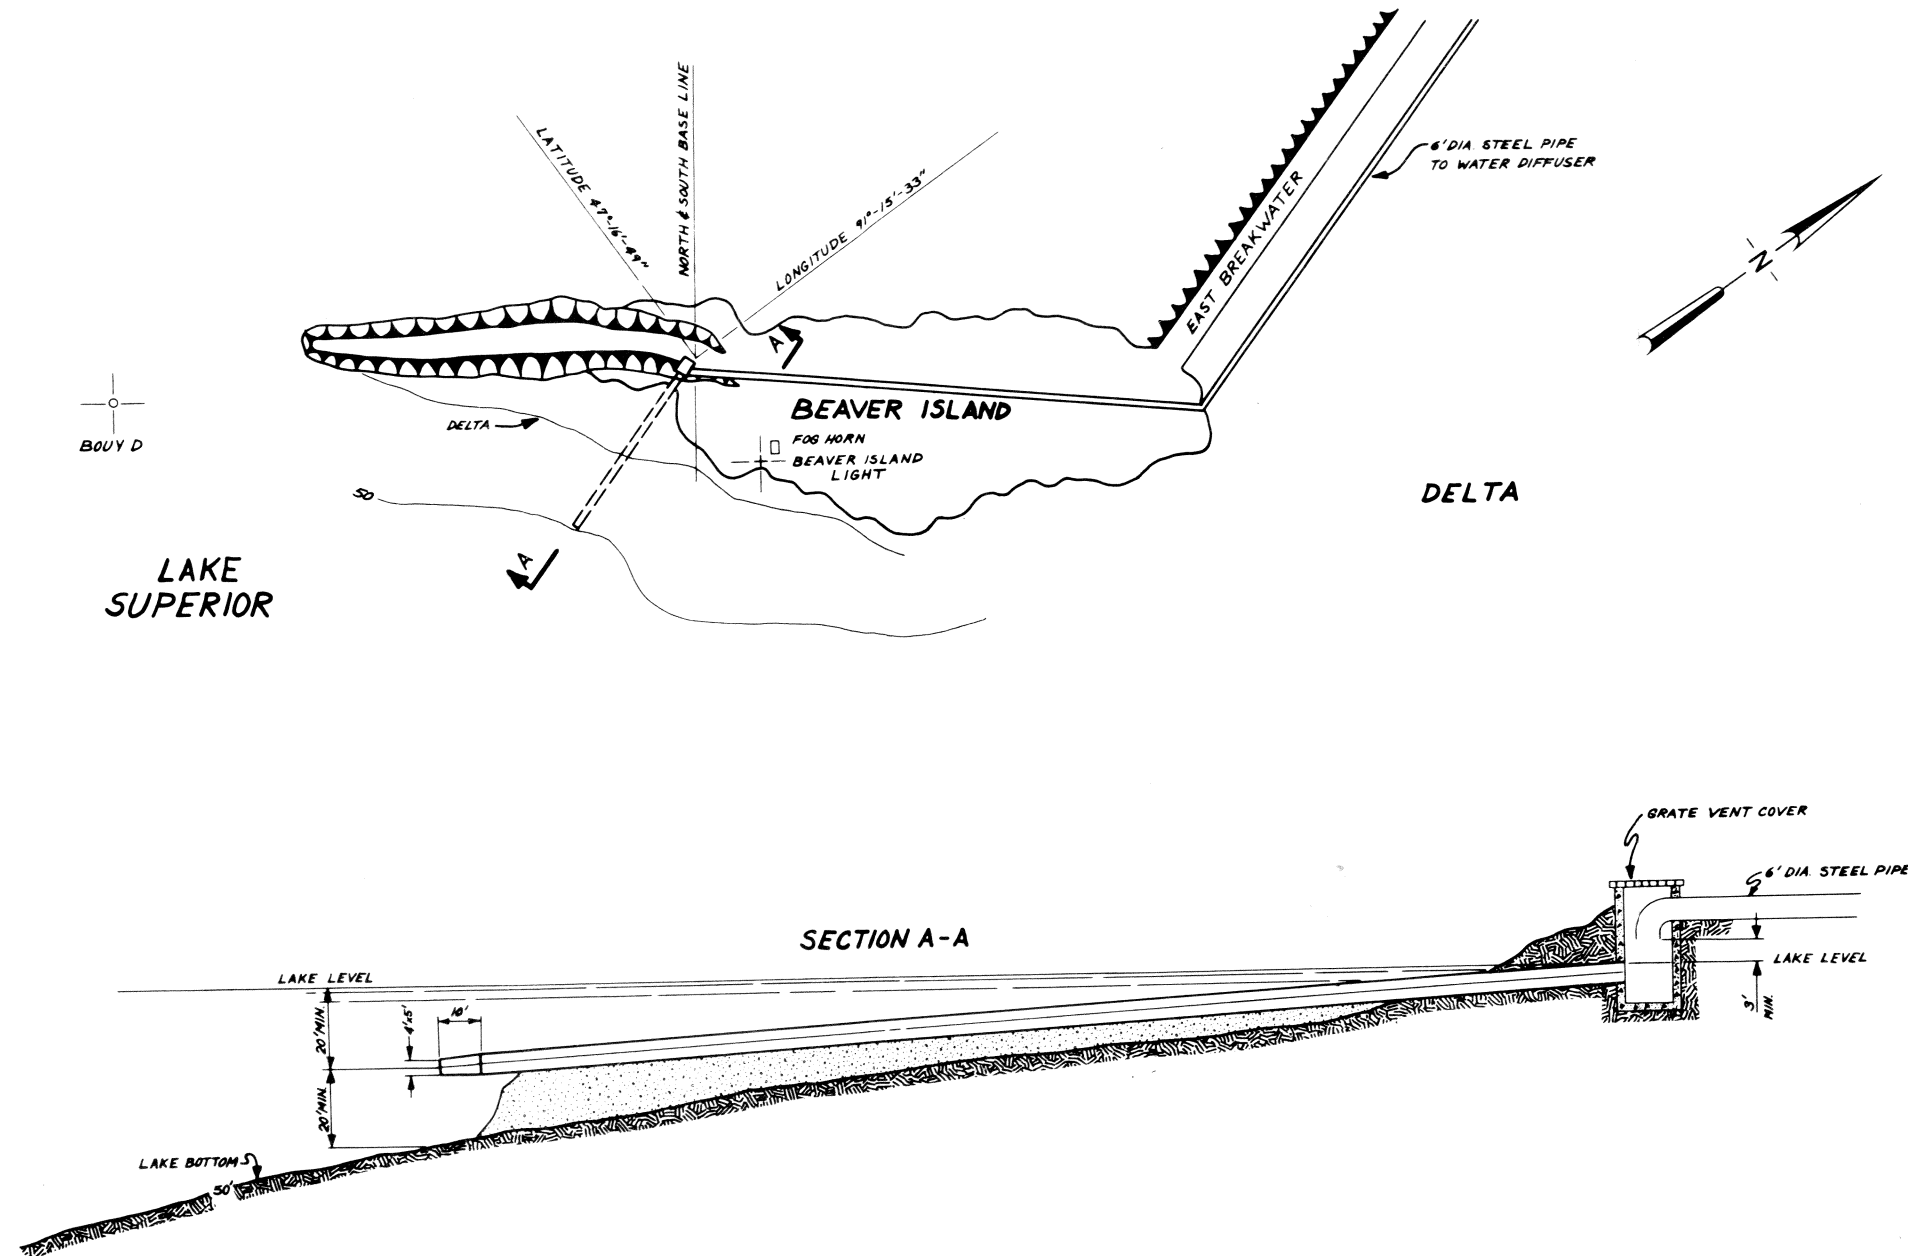 LATITUDE 47°-16'-49"
NORTH & SOUTH BASE LINE
LONGITUDE 91°-15'-33"
6' DIA. STEEL PIPE
TO WATER DIFFUSER
EAST BREAKWATER
N
A
BOUY D
DELTA
BEAVER ISLAND
FOG HORN
BEAVER ISLAND
LIGHT
50
DELTA
A
LAKE
SUPERIOR
GRATE VENT COVER
6' DIA. STEEL PIPE
SECTION A-A
LAKE LEVEL
LAKE LEVEL
20' MIN.
4'x5'
10'
3'
MIN.
20' MIN.
LAKE BOTTOM
50'